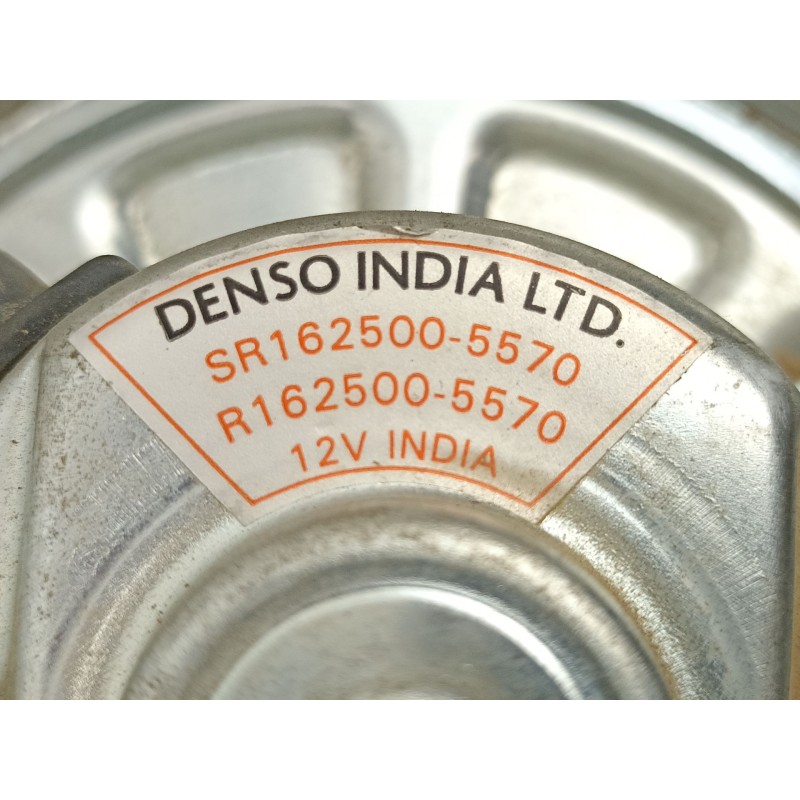 DENSO INDIA LTD.
SR162500-5570
R162500-5570
12V INDIA